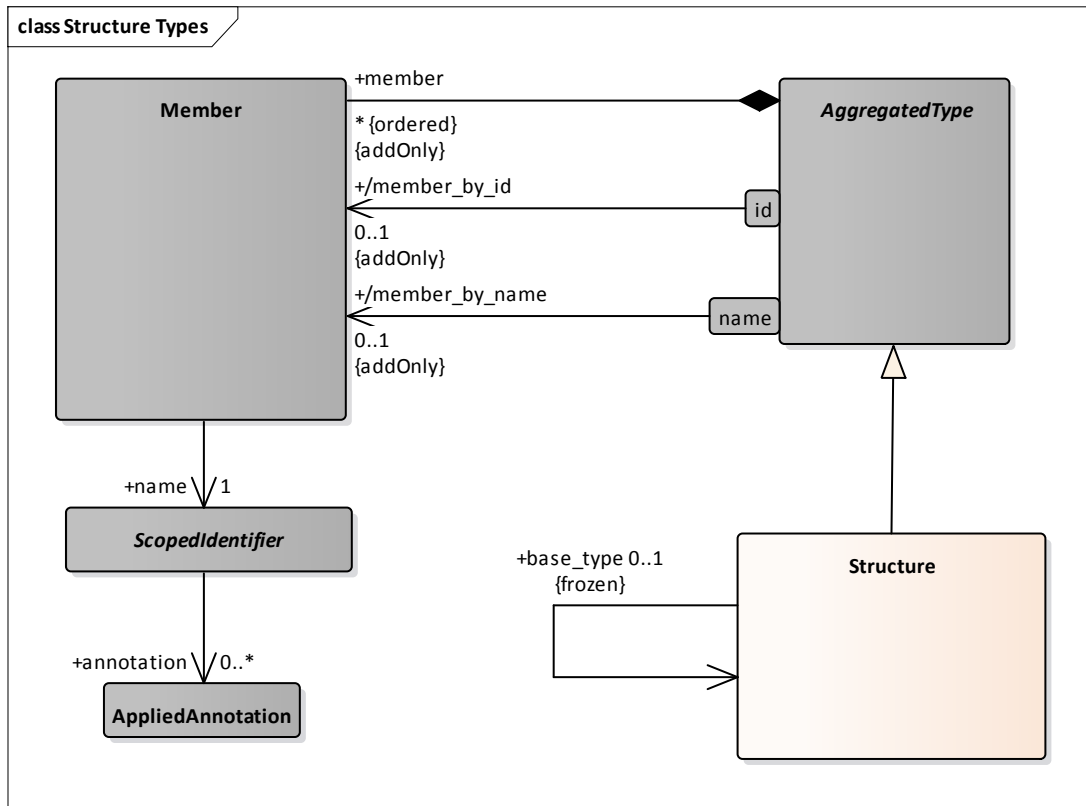 class Structure Types
Member
+member
* {ordered}
{addOnly}
AggregatedType
+/member_by_id
id
0..1
{addOnly}
+/member_by_name
name
0..1
{addOnly}
+name 1
ScopedIdentifier
+base_type 0..1
{frozen}
Structure
+annotation 0..*
AppliedAnnotation